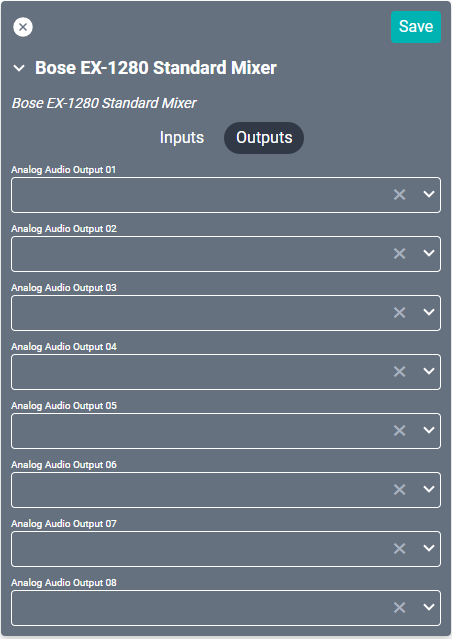 Save
Bose EX-1280 Standard Mixer
Bose EX-1280 Standard Mixer
Inputs Outputs
Analog Audio Output 01
Analog Audio Output 02
Analog Audio Output 03
Analog Audio Output 04
Analog Audio Output 05
Analog Audio Output 06
Analog Audio Output 07
Analog Audio Output 08